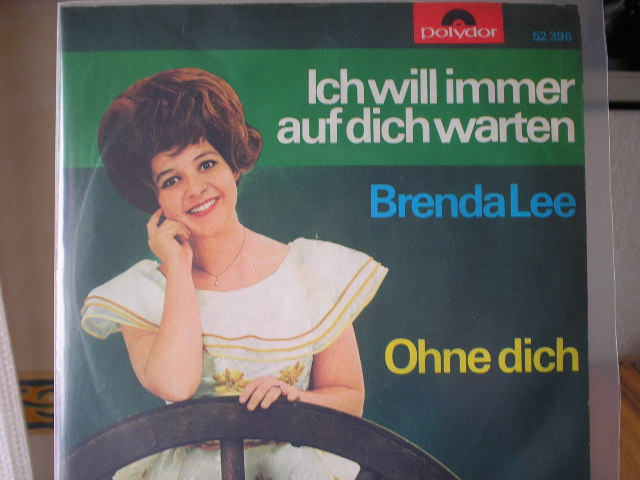 polydor
52 396
Ich will immer
auf dich warten
Brenda Lee
Ohne dich